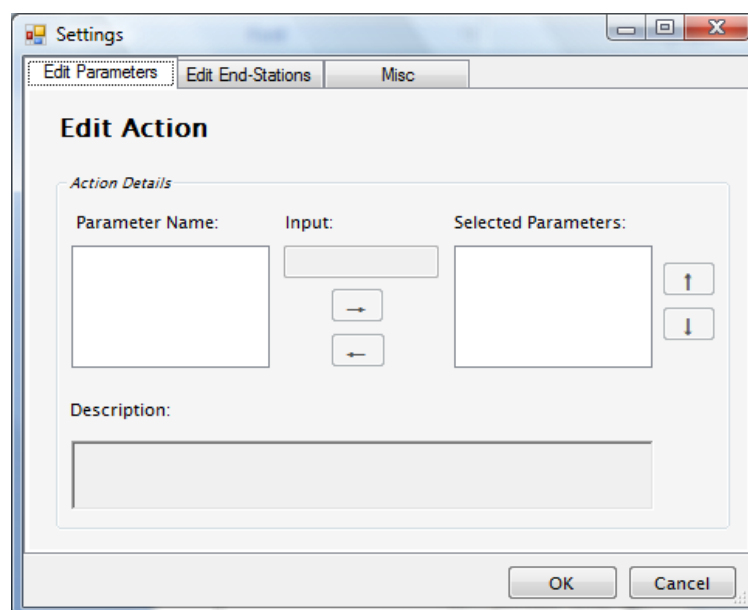 Settings
Edit Parameters Edit End-Stations Misc
Edit Action
Action Details
Parameter Name: Input: Selected Parameters:
→
←
↑
↓
Description:
OK Cancel